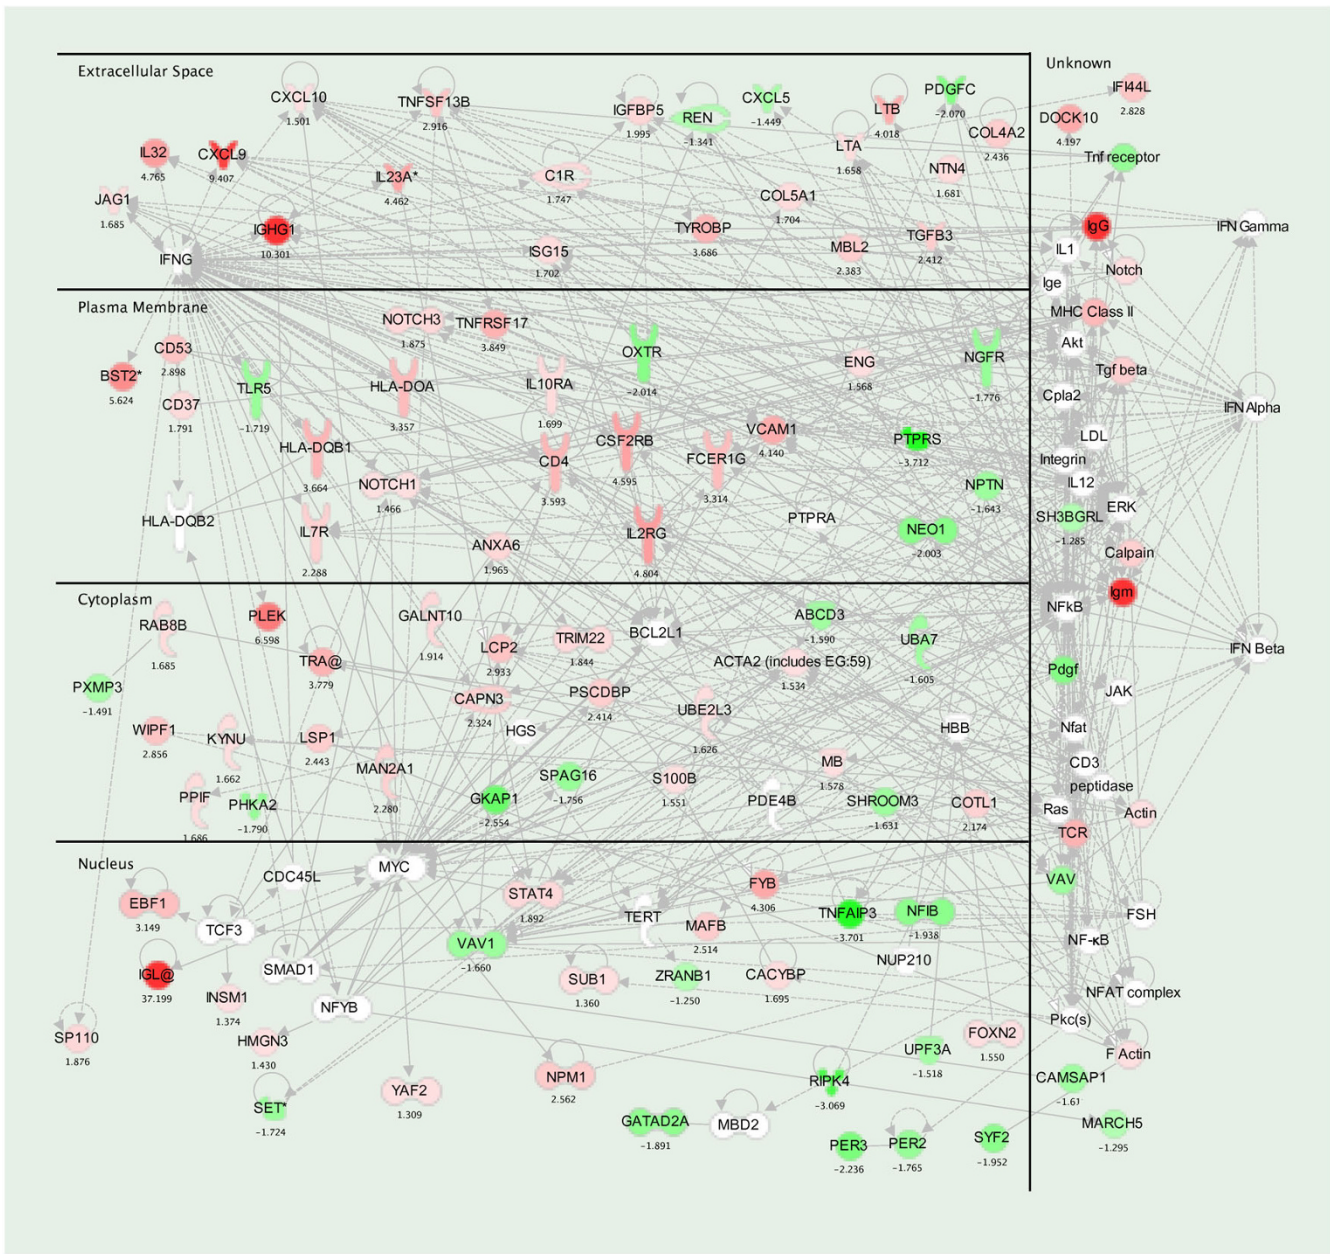 Extracellular Space
Unknown
CXCL10
1.501
TNFSF13B
2.916
IGFBP5
1.995
REN
-1.341
CXCL5
-1.449
LTB
4.018
PDGFC
-2.070
COL4A2
2.436
IFI44L
2.828
DOCK10
4.197
IL32
4.765
CXCL9
9.407
IL23A*
4.462
C1R
1.747
LTA
1.658
NTN4
1.681
Tnf receptor
JAG1
1.685
COL5A1
1.704
IGHG1
10.301
TYROBP
3.686
MBL2
2.383
TGFB3
2.412
IgG
IFN Gamma
IFNG
ISG15
1.702
IL1
Notch
Ige
Plasma Membrane
NOTCH3
1.875
TNFRSF17
3.849
MHC Class II
CD53
2.898
BST2*
5.624
TLR5
-1.719
HLA-DOA
3.357
IL10RA
1.699
OXTR
-2.014
ENG
1.568
NGFR
-1.776
Akt
Tgf beta
CD37
1.791
Cpla2
IFN Alpha
HLA-DQB1
3.664
CD4
3.593
CSF2RB
4.595
VCAM1
4.140
FCER1G
3.314
PTPRS
-3.712
LDL
Integrin
NOTCH1
1.466
NPTN
-1.643
IL12
HLA-DQB2
IL7R
2.288
ANXA6
1.965
IL2RG
4.804
PTPRA
NEO1
-2.003
SH3BGRL
-1.285
ERK
Calpain
Cytoplasm
Igm
RAB8B
1.685
PLEK
6.598
GALNT10
1.914
LCP2
2.933
TRIM22
1.844
BCL2L1
ABCD3
-1.590
UBA7
-1.605
NFkB
TRA@
3.779
ACTA2 (includes EG:59)
1.534
IFN Beta
PXMP3
-1.491
CAPN3
2.324
PSCDBP
2.414
UBE2L3
1.626
Pdgf
JAK
WIPF1
2.856
KYNU
1.662
LSP1
2.443
HGS
HBB
Nfat
MAN2A1
2.280
SPAG16
-1.756
S100B
1.551
MB
1.578
CD3
peptidase
PPIF
1.686
PHKA2
-1.790
GKAP1
-2.554
PDE4B
SHROOM3
-1.631
COTL1
2.174
Ras
Actin
TCR
Nucleus
MYC
CDC45L
VAV
EBF1
3.149
TCF3
STAT4
1.892
TERT
FYB
4.306
MAFB
2.514
TNFAIP3
-3.701
NFIB
-1.938
FSH
VAV1
-1.660
NF-κB
IGL@
37.199
SMAD1
SUB1
1.360
ZRANB1
-1.250
CACYBP
1.695
NUP210
INSM1
1.374
NFYB
NFAT complex
Pkc(s)
SP110
1.876
HMGN3
1.430
FOXN2
1.550
UPF3A
-1.518
F Actin
YAF2
1.309
NPM1
2.562
RIPK4
-3.069
CAMSAP1
-1.61
SET*
-1.724
GATAD2A
-1.891
MBD2
MARCH5
-1.295
PER3
-2.236
PER2
-1.765
SYF2
-1.952